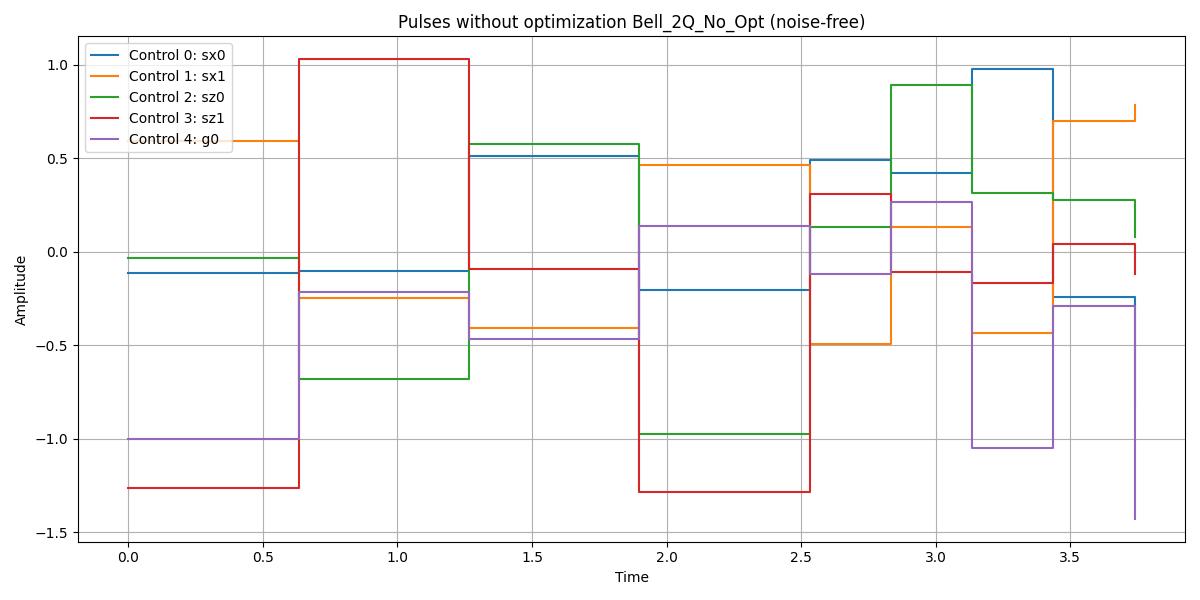 Pulses without optimization Bell_2Q_No_Opt (noise-free)
Control 0: sx0
Control 1: sx1
Control 2: sz0
Control 3: sz1
Control 4: g0
Amplitude
1.0
0.5
0.0
−0.5
−1.0
−1.5
0.0 0.5 1.0 1.5 2.0 2.5 3.0 3.5
Time